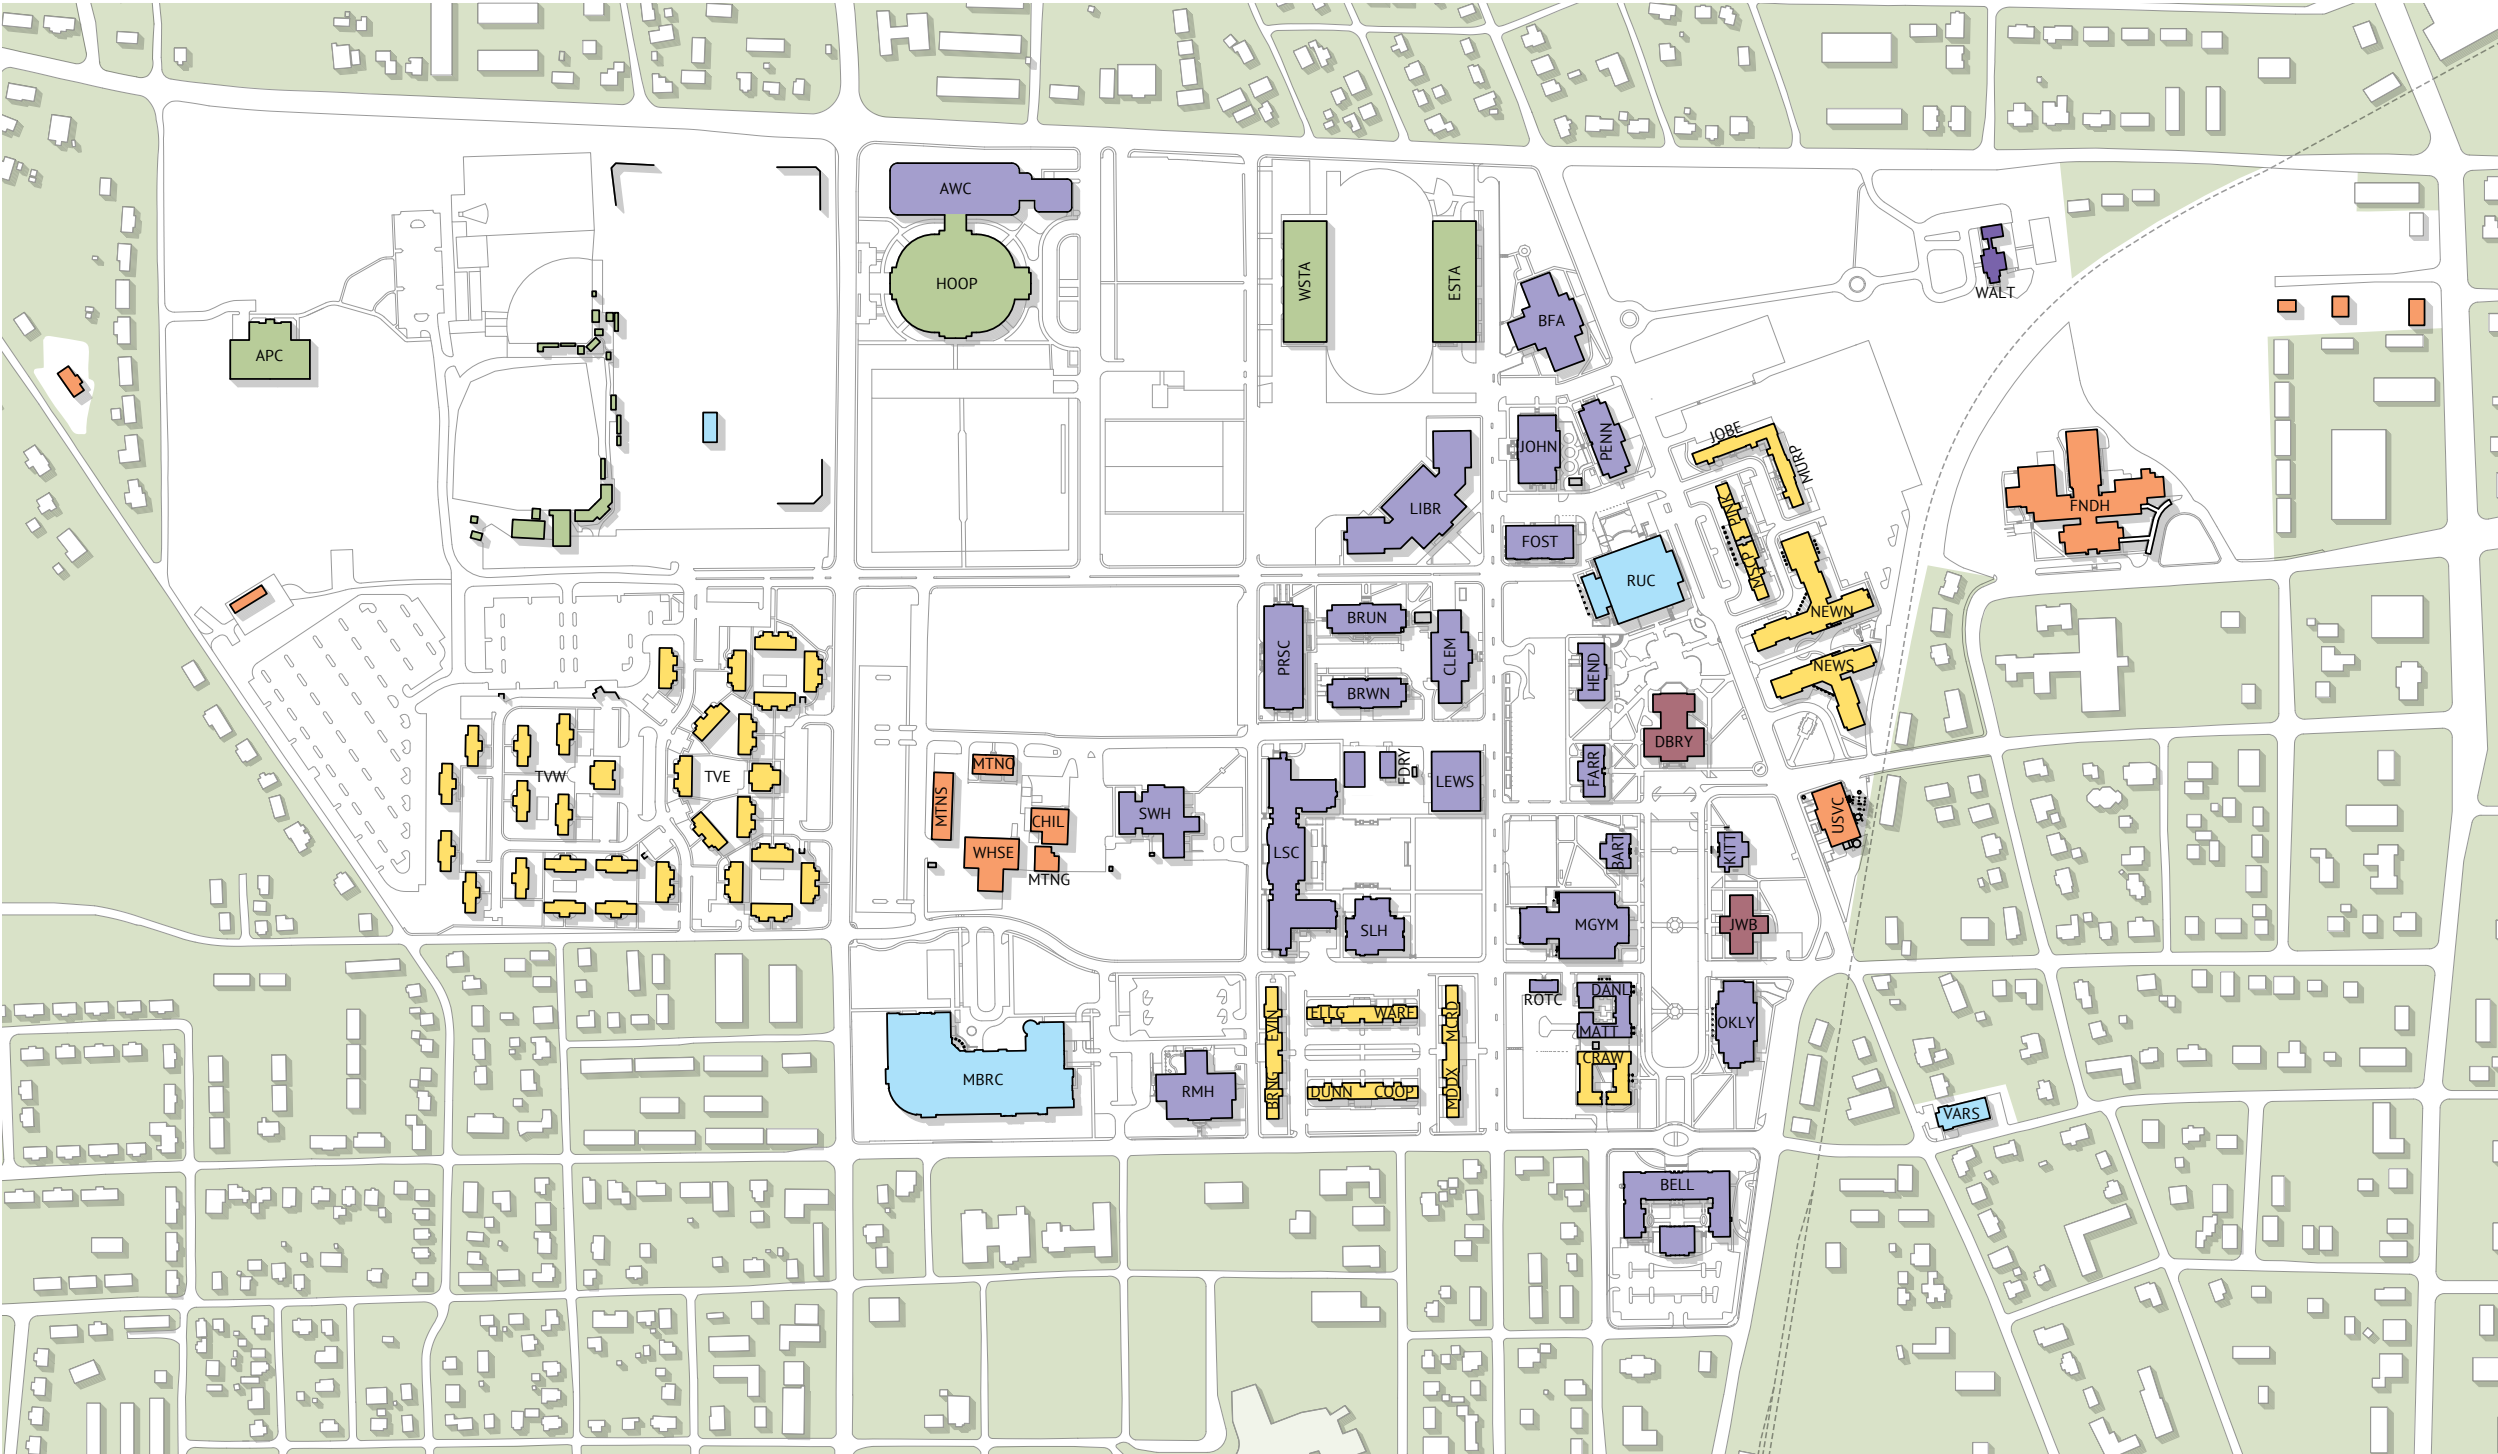 AWC
HOOP
WSTA
ESTA
BFA
WALT
APC
JOHN
PENN
JOBE
MURP
LIBR
FOST
RUC
PINK
MSCP
NEWN
NEWS
FNDH
PRSC
BRUN
BRWN
CLEM
HEND
DBRY
FARR
TVW
TVE
MTNO
MTNS
CHIL
WHSE
MTNG
SWH
LSC
FDRY
LEWS
SLH
BART
KITT
USVC
MGYM
JWB
ROTC
DANL
MATT
CRAW
OKLY
EVIN
BRNG
ELLG
WARF
DUNN
COOP
MCRD
MDDX
MBRC
RMH
VARS
BELL